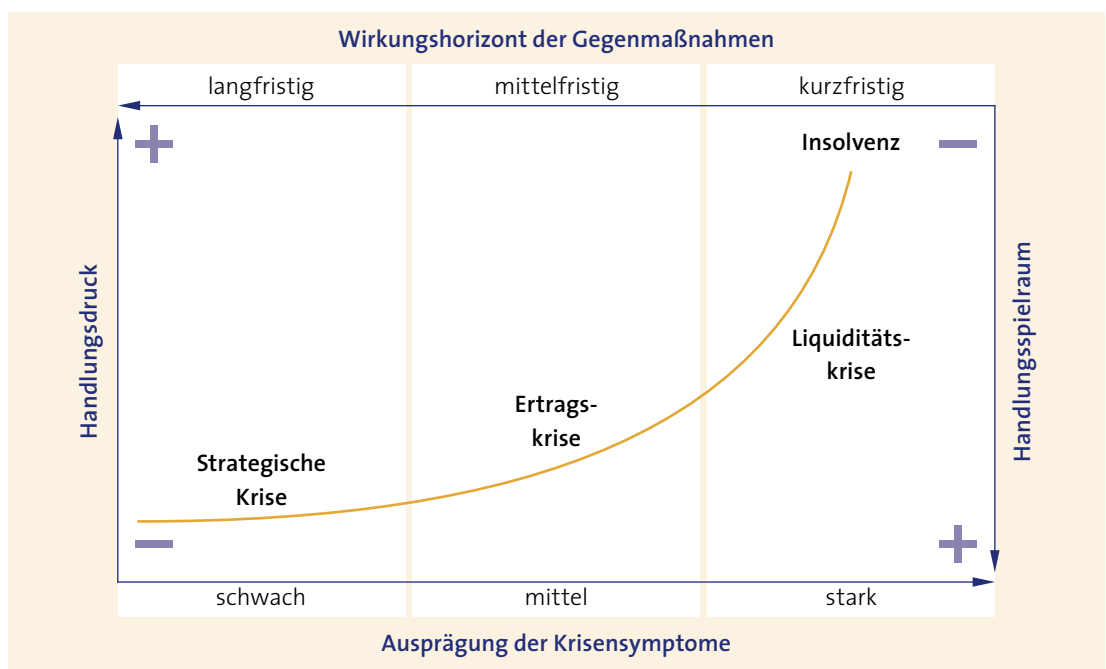 Wirkungshorizont der Gegenmaßnahmen
langfristig
mittelfristig
kurzfristig
+
Insolvenz
−
Handlungsdruck
Handlungsspielraum
Liquiditäts-
krise
Ertrags-
krise
Strategische
Krise
−
+
schwach
mittel
stark
Ausprägung der Krisensymptome